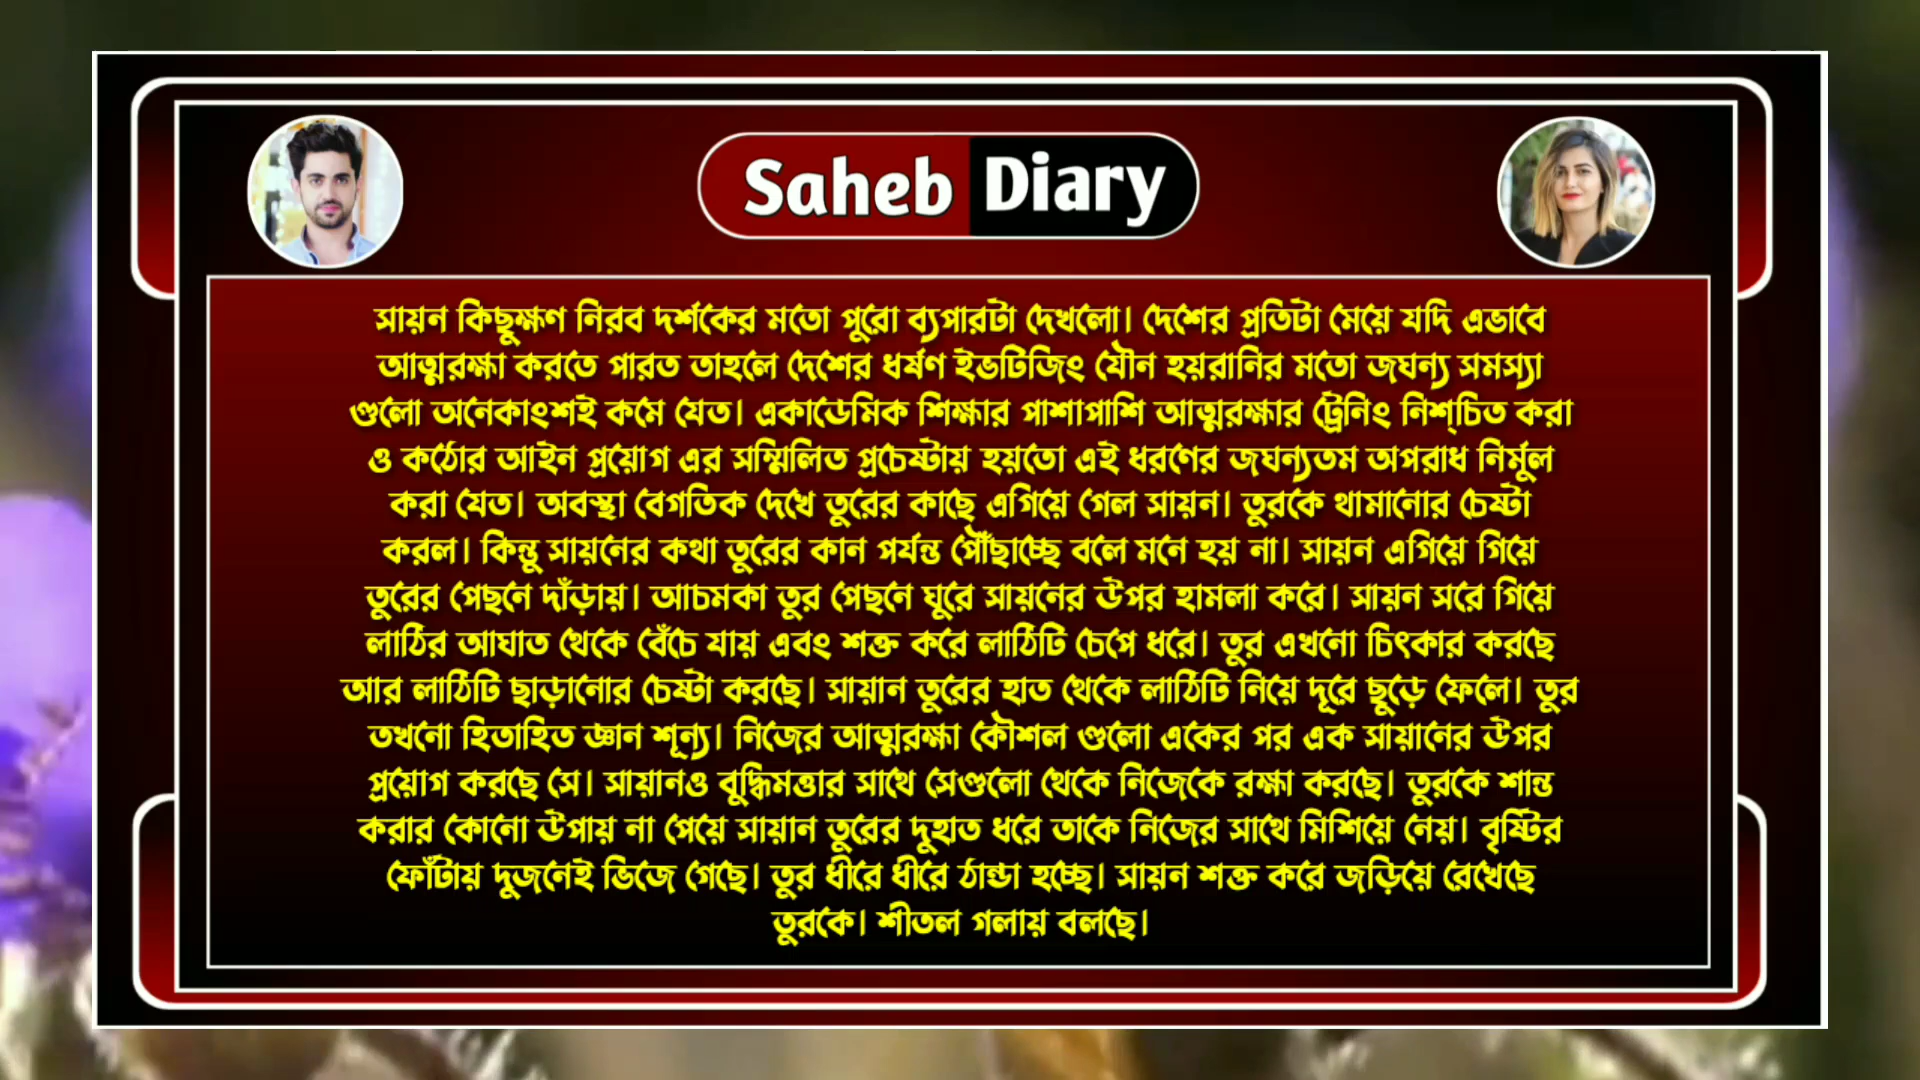 Saheb Diary
সায়ন কিছুক্ষণ নিরব দর্শকের মতো পুরো ব্যপারটা দেখলো। দেশের প্রতিটা মেয়ে যদি এভাবে
আত্মরক্ষা করতে পারত তাহলে দেশের ধর্ষণ ইভটিজিং যৌন হয়রানির মতো জঘন্য সমস্যা
গুলো অনেকাংশই কমে যেত। একাডেমিক শিক্ষার পাশাপাশি আত্মরক্ষার ট্রেনিং নিশ্চিত করা
ও কঠোর আইন প্রয়োগ এর সম্মিলিত প্রচেষ্টায় হয়তো এই ধরণের জঘন্যতম অপরাধ নির্মুল
করা যেত। অবস্থা বেগতিক দেখে তুরের কাছে এগিয়ে গেল সায়ন। তুরকে থামানোর চেষ্টা
করল। কিন্তু সায়নের কথা তুরের কান পর্যন্ত পৌঁছাচ্ছে বলে মনে হয় না। সায়ন এগিয়ে গিয়ে
তুরের পেছনে দাঁড়ায়। আচমকা তুর পেছনে ঘুরে সায়নের উপর হামলা করে। সায়ন সরে গিয়ে
লাঠির আঘাত থেকে বেঁচে যায় এবং শক্ত করে লাঠিটি চেপে ধরে। তুর এখনো চিৎকার করছে
আর লাঠিটি ছাড়ানোর চেষ্টা করছে। সায়ান তুরের হাত থেকে লাঠিটি নিয়ে দূরে ছুড়ে ফেলে। তুর
তখনো হিতাহিত জ্ঞান শূন্য। নিজের আত্মরক্ষা কৌশল গুলো একের পর এক সায়ানের উপর
প্রয়োগ করছে সে। সায়ানও বুদ্ধিমত্তার সাথে সেগুলো থেকে নিজেকে রক্ষা করছে। তুরকে শান্ত
করার কোনো উপায় না পেয়ে সায়ান তুরের দুহাত ধরে তাকে নিজের সাথে মিশিয়ে নেয়। বৃষ্টির
ফোঁটায় দুজনেই ভিজে গেছে। তুর ধীরে ধীরে ঠান্ডা হচ্ছে। সায়ন শক্ত করে জড়িয়ে রেখেছে
তুরকে। শীতল গলায় বলছে।